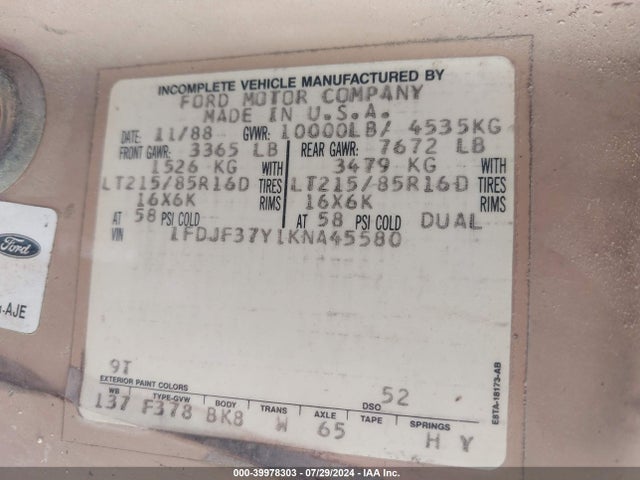 INCOMPLETE VEHICLE MANUFACTURED BY
FORD MOTOR COMPANY
MADE IN U.S.A.
DATE: 11/88 GVWR: 10000LB/ 4535KG
FRONT GAWR: 3365 LB REAR GAWR: 7672 LB
1526 KG WITH 3479 KG WITH
LT215/85R16D TIRES LT215/85R16D TIRES
16X6K RIMS 16X6K RIMS
AT 58 PSI COLD AT 58 PSI COLD DUAL
VIN 1FDJF37Y1KNA45580
Ford
-AJE
9T
EXTERIOR PAINT COLORS 52
WB TYPE-GVW BODY TRANS AXLE TAPE DSO SPRINGS
137 F378 BK8 W 65 H Y
E8TA-18173-AB
000-39978303 - 07/29/2024 - IAA Inc.